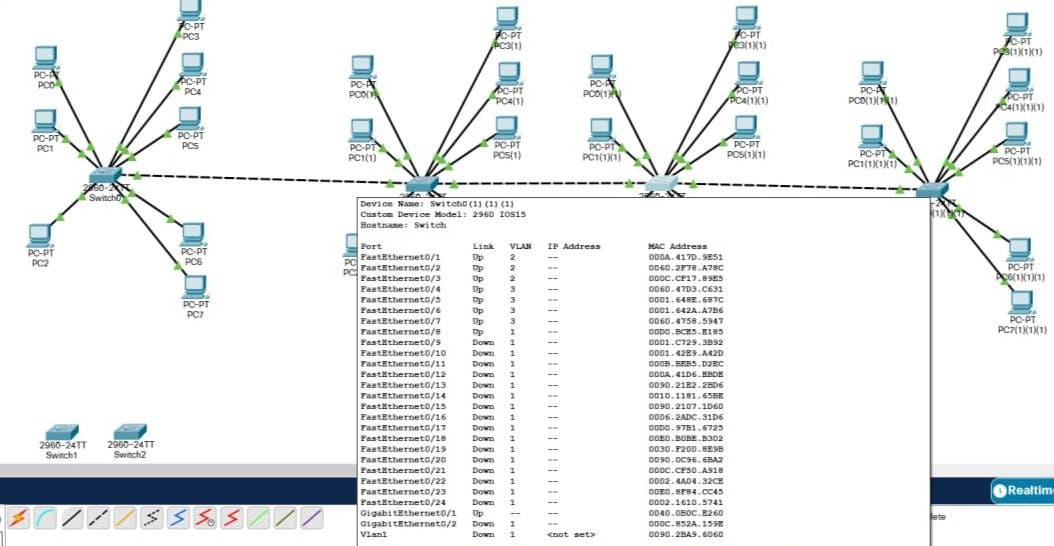 PC-PT
PC3
PC-PT
PC0
PC-PT
PC4
PC-PT
PC1
PC-PT
PC5
2960-24TT
Switch0
PC-PT
PC2
PC-PT
PC6
PC-PT
PC7
PC-PT
PC3(1)
PC-PT
PC0(1)
PC-PT
PC4(1)
PC-PT
PC1(1)
PC-PT
PC5(1)
PC-PT
PC3(1)(1)
PC-PT
PC0(1)(1)
PC-PT
PC4(1)(1)
PC-PT
PC1(1)(1)
PC-PT
PC5(1)(1)
PC-PT
PC3(1)(1)(1)
PC-PT
PC0(1)(1)(1)
PC-PT
PC4(1)(1)(1)
PC-PT
PC1(1)(1)(1)
PC-PT
PC5(1)(1)(1)
PC-PT
PC6(1)(1)(1)
PC-PT
PC7(1)(1)(1)
Device Name: Switch0(1)(1)(1)
Custom Device Model: 2960 IOS15
Hostname: Switch
Port Link VLAN IP Address MAC Address
FastEthernet0/1 Up 2 -- 000A.417D.9E51
FastEthernet0/2 Up 2 -- 0060.2F78.A78C
FastEthernet0/3 Up 2 -- 000C.CF17.89E5
FastEthernet0/4 Up 3 -- 0060.47D3.C631
FastEthernet0/5 Up 3 -- 0001.648E.687C
FastEthernet0/6 Up 3 -- 0001.642A.A7B6
FastEthernet0/7 Up 3 -- 0060.4758.5947
FastEthernet0/8 Up 1 -- 00D0.BCE5.E185
FastEthernet0/9 Down 1 -- 0001.C729.3B92
FastEthernet0/10 Down 1 -- 0001.42E9.A42D
FastEthernet0/11 Down 1 -- 000B.BEB5.D2EC
FastEthernet0/12 Down 1 -- 000A.41D6.EBDE
FastEthernet0/13 Down 1 -- 0090.21E2.2BD6
FastEthernet0/14 Down 1 -- 0010.1181.65BE
FastEthernet0/15 Down 1 -- 0090.2107.1D60
FastEthernet0/16 Down 1 -- 00D6.2ADC.31D6
FastEthernet0/17 Down 1 -- 00D0.97B1.6725
FastEthernet0/18 Down 1 -- 00E0.B0BE.B302
FastEthernet0/19 Down 1 -- 0030.F200.8E9B
FastEthernet0/20 Down 1 -- 0090.0C96.6BA2
FastEthernet0/21 Down 1 -- 000C.CF50.A918
FastEthernet0/22 Down 1 -- 0002.4A04.32CE
FastEthernet0/23 Down 1 -- 00E0.8F84.CC45
FastEthernet0/24 Down 1 -- 0002.1610.5741
GigabitEthernet0/1 Up -- -- 0040.0B0C.E260
GigabitEthernet0/2 Down 1 -- 000C.852A.159E
Vlan1 Down 1 <not set> 0090.2BA9.6060
2960-24TT
Switch1
2960-24TT
Switch2
Realtim
lete